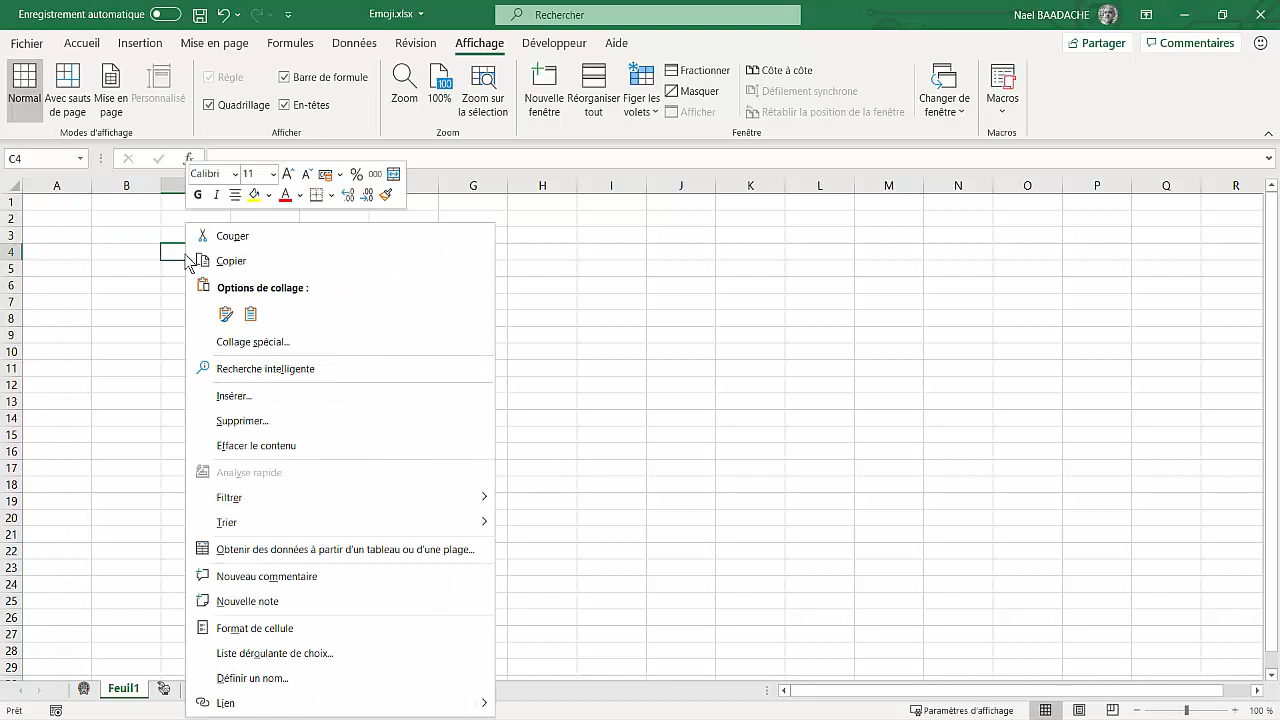 Enregistrement automatique
Emoji.xlsx
Rechercher
Nael BAADACHE
Fichier Accueil Insertion Mise en page Formules Données Révision Affichage Développeur Aide Partager Commentaires
Normal
Avec sauts de page
Mise en page
Personnalisé
Modes d'affichage
Règle
Barre de formule
Quadrillage
En-têtes
Afficher
Zoom
100
100%
Zoom sur la sélection
Zoom
Nouvelle fenêtre
Réorganiser tout
Figer les volets
Fractionner
Masquer
Afficher
Côte à côte
Défilement synchrone
Rétablir la position de la fenêtre
Changer de fenêtre
Fenêtre
Macros
Macros
C4
fx
Calibri 11 A A % 000
G I A
A B G H I J K L M N O P Q R
1
2
3
4
5
6
7
8
9
10
11
12
13
14
15
16
17
18
19
20
21
22
23
24
25
26
27
28
29
Couper
Copier
Options de collage :
Collage spécial...
Recherche intelligente
Insérer...
Supprimer...
Effacer le contenu
Analyse rapide
Filtrer
Trier
Obtenir des données à partir d'un tableau ou d'une plage...
Nouveau commentaire
Nouvelle note
Format de cellule
Liste déroulante de choix...
Définir un nom...
Lien
Feuil1
Prêt
Paramètres d'affichage
100 %